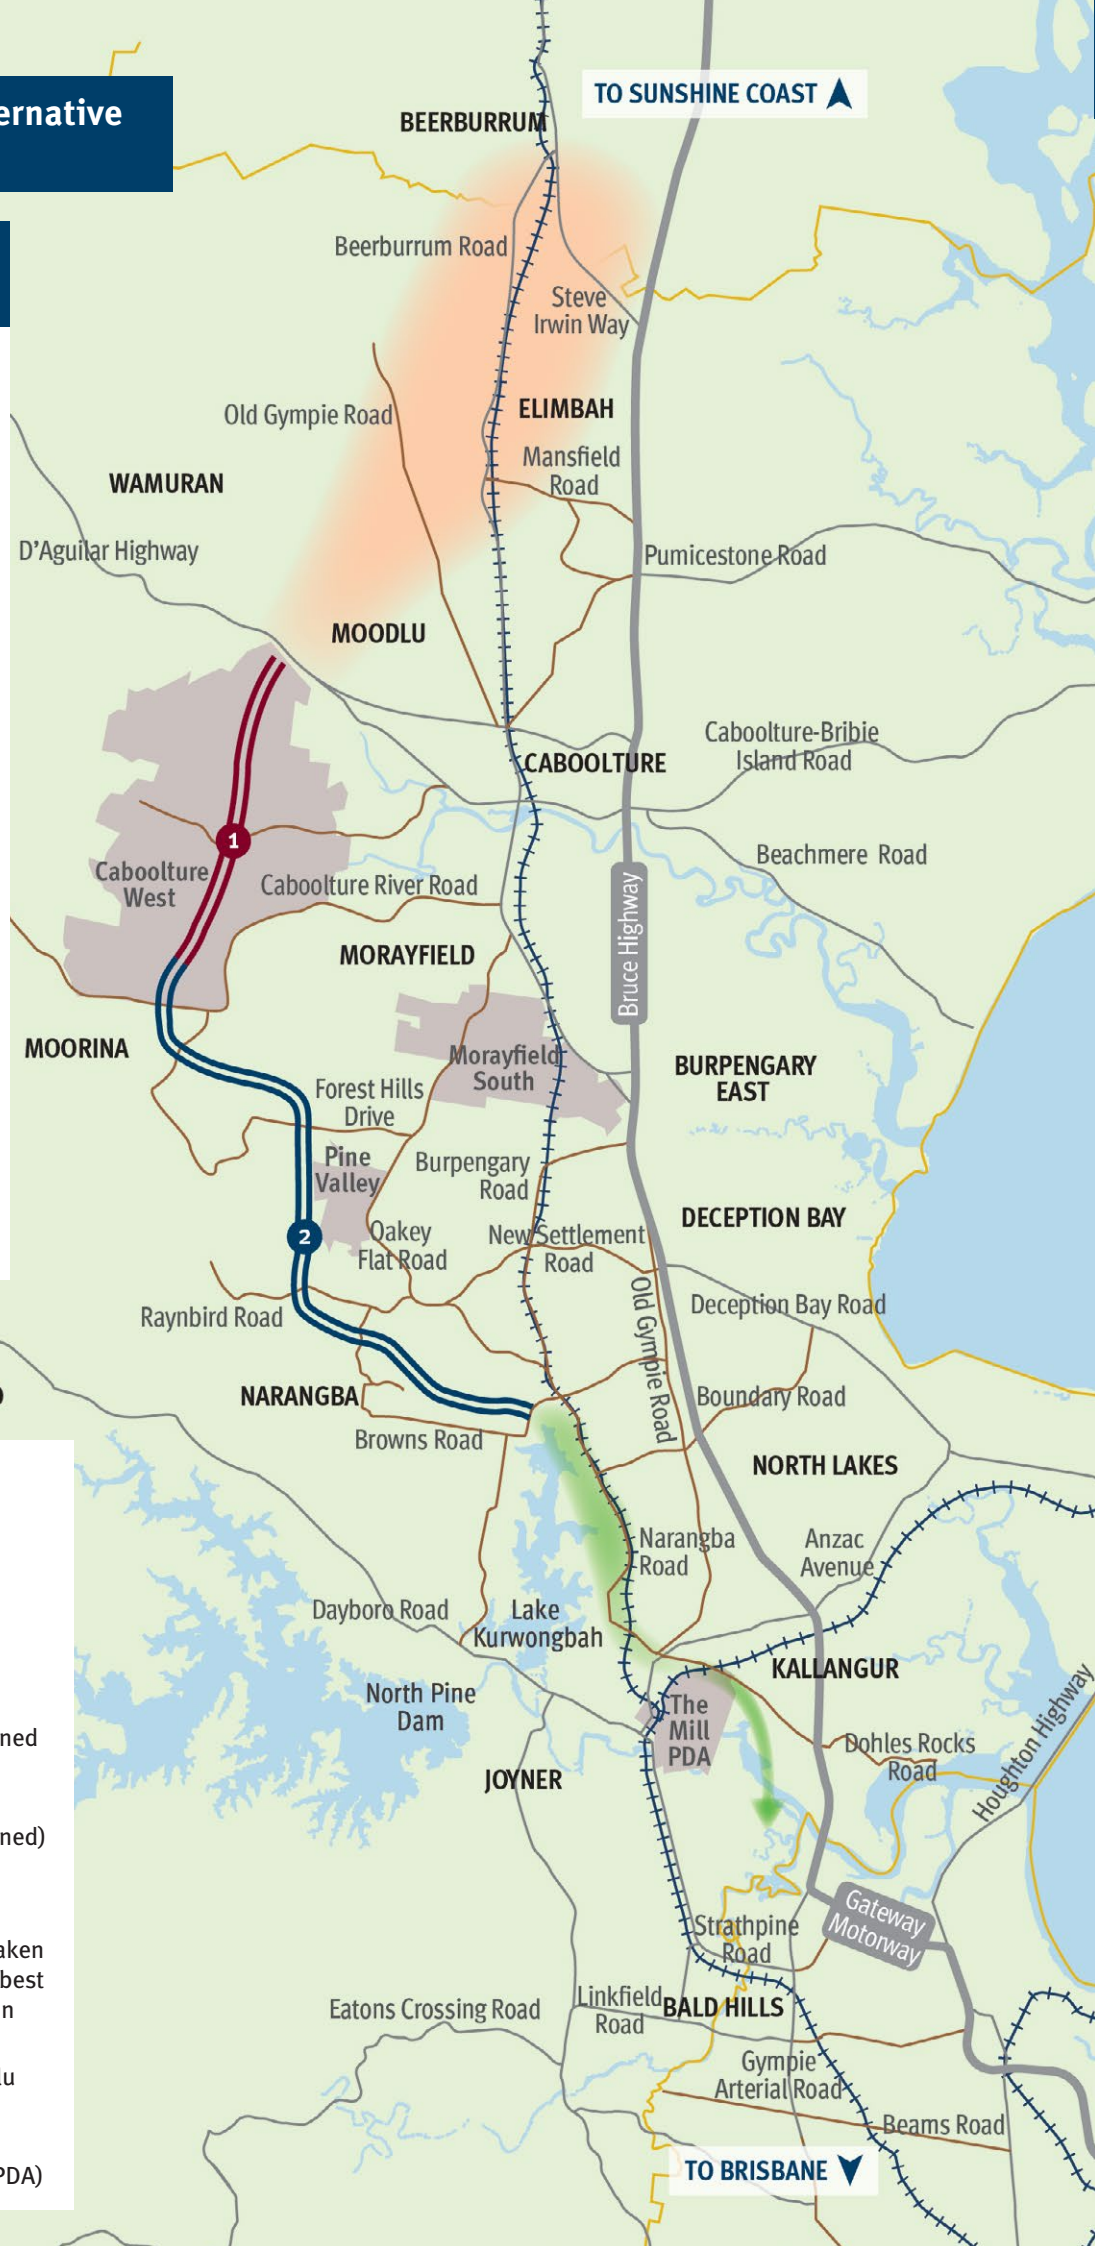 ernative
TO SUNSHINE COAST
BEERBURRUM
Beerburrum Road
Steve
Irwin Way
Old Gympie Road
ELIMBAH
Mansfield
Road
WAMURAN
D'Aguilar Highway
Pumicestone Road
MOODLU
Caboolture-Bribie
Island Road
CABOOLTURE
1
Beachmere Road
Caboolture
West
Caboolture River Road
Bruce Highway
MORAYFIELD
MOORINA
Morayfield
South
BURPENGARY
EAST
Forest Hills
Drive
Pine
Valley
Burpengary
Road
DECEPTION BAY
2
Oakey
Flat Road
New Settlement
Road
Raynbird Road
Old Gympie Road
Deception Bay Road
NARANGBA
Boundary Road
Browns Road
NORTH LAKES
Narangba
Road
Anzac
Avenue
Dayboro Road
Lake
Kurwongbah
KALLANGUR
North Pine
Dam
The
Mill
PDA
Houghton Highway
ned
Dohles Rocks
Road
JOYNER
ned)
Gateway
Motorway
Strathpine
Road
aken
best
n
Eatons Crossing Road
Linkfield
Road
BALD HILLS
lu
Gympie
Arterial Road
Beams Road
TO BRISBANE
PDA)